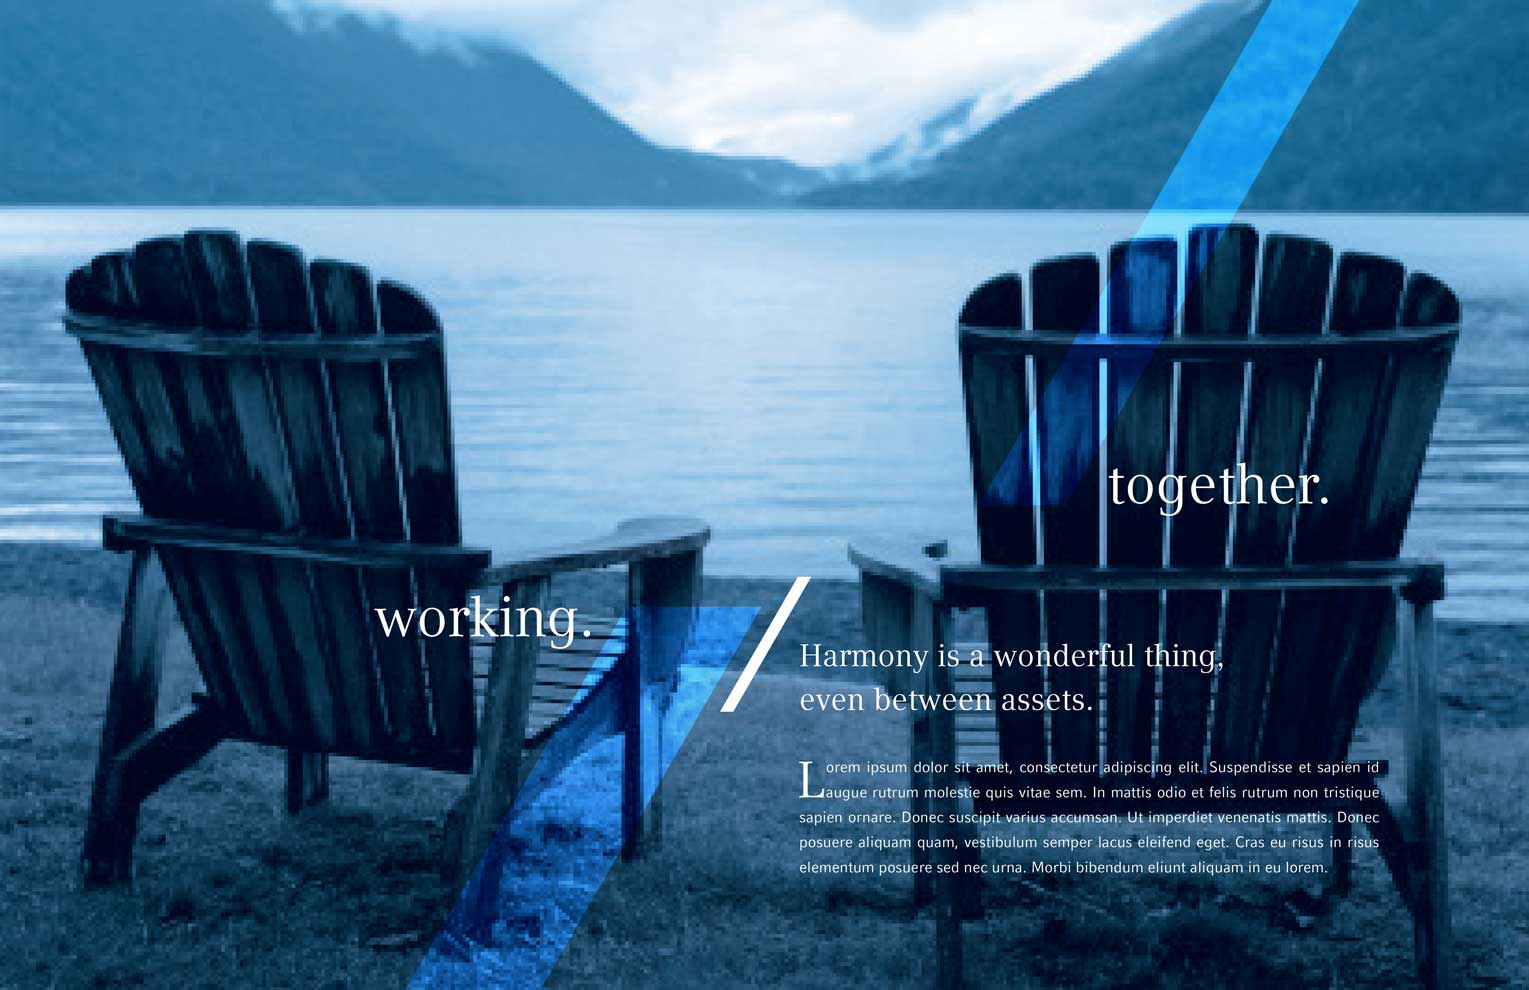 working.
together.
Harmony is a wonderful thing,
even between assets.
Lorem ipsum dolor sit amet, consectetur adipiscing elit. Suspendisse et sapien id
augue rutrum molestie quis vitae sem. In mattis odio et felis rutrum non tristique
sapien ornare. Donec suscipit varius accumsan. Ut imperdiet venenatis mattis. Donec
posuere aliquam quam, vestibulum semper lacus eleifend eget. Cras eu risus in risus
elementum posuere sed nec urna. Morbi bibendum eliunt aliquam in eu lorem.